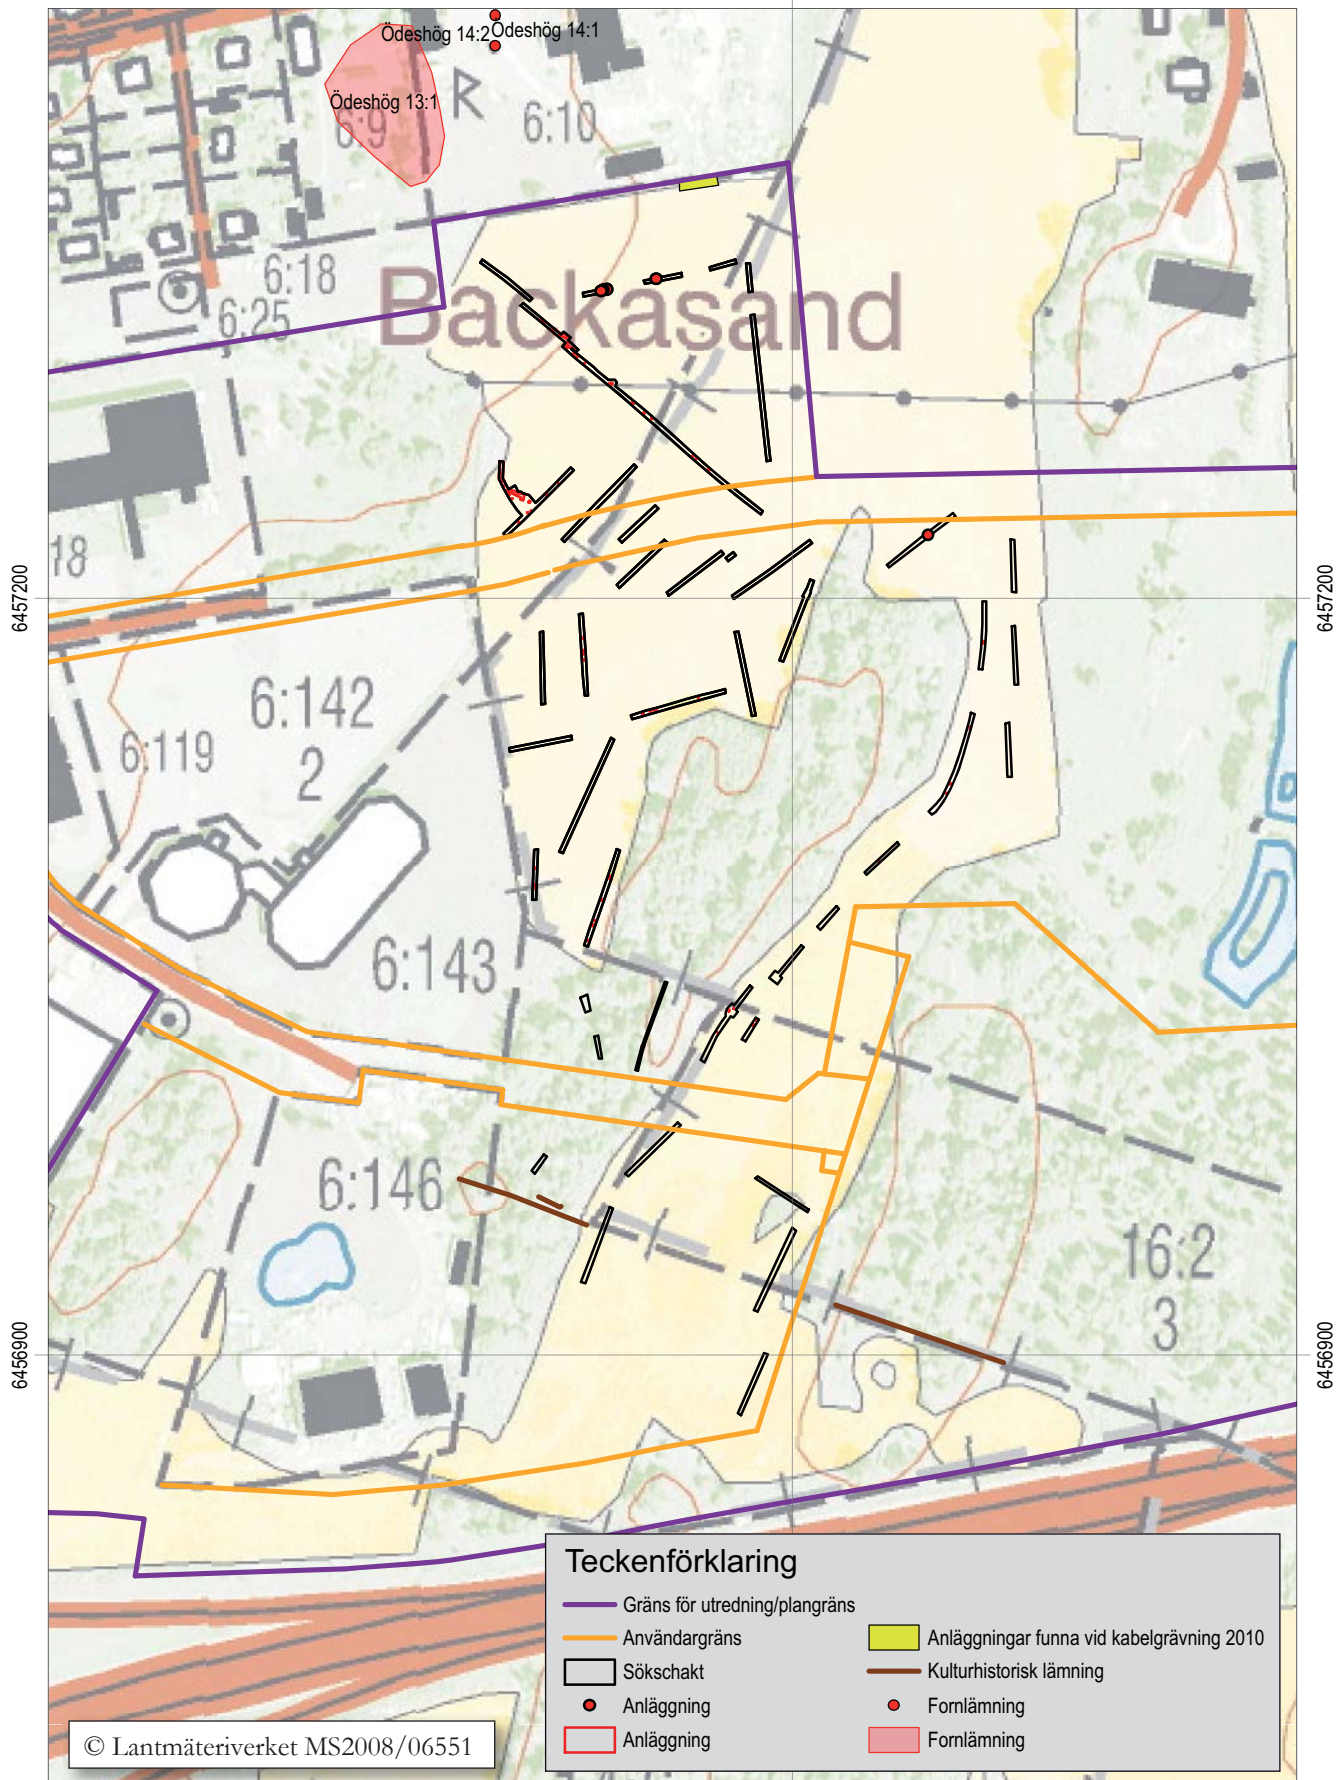 Ödeshög 14:2
Ödeshög 14:1
Ödeshög 13:1
R
6:9
6:10
6:18
6:25
Backasand
18
6457200
6457200
6:142
2
6:119
6:143
6:146
16:2
3
6456900
6456900
Teckenförklaring
Gräns för utredning/plangräns
Användargräns
Sökschakt
Anläggning
Anläggning
Anläggningar funna vid kabelgrävning 2010
Kulturhistorisk lämning
Fornlämning
Fornlämning
© Lantmäteriverket MS2008/06551